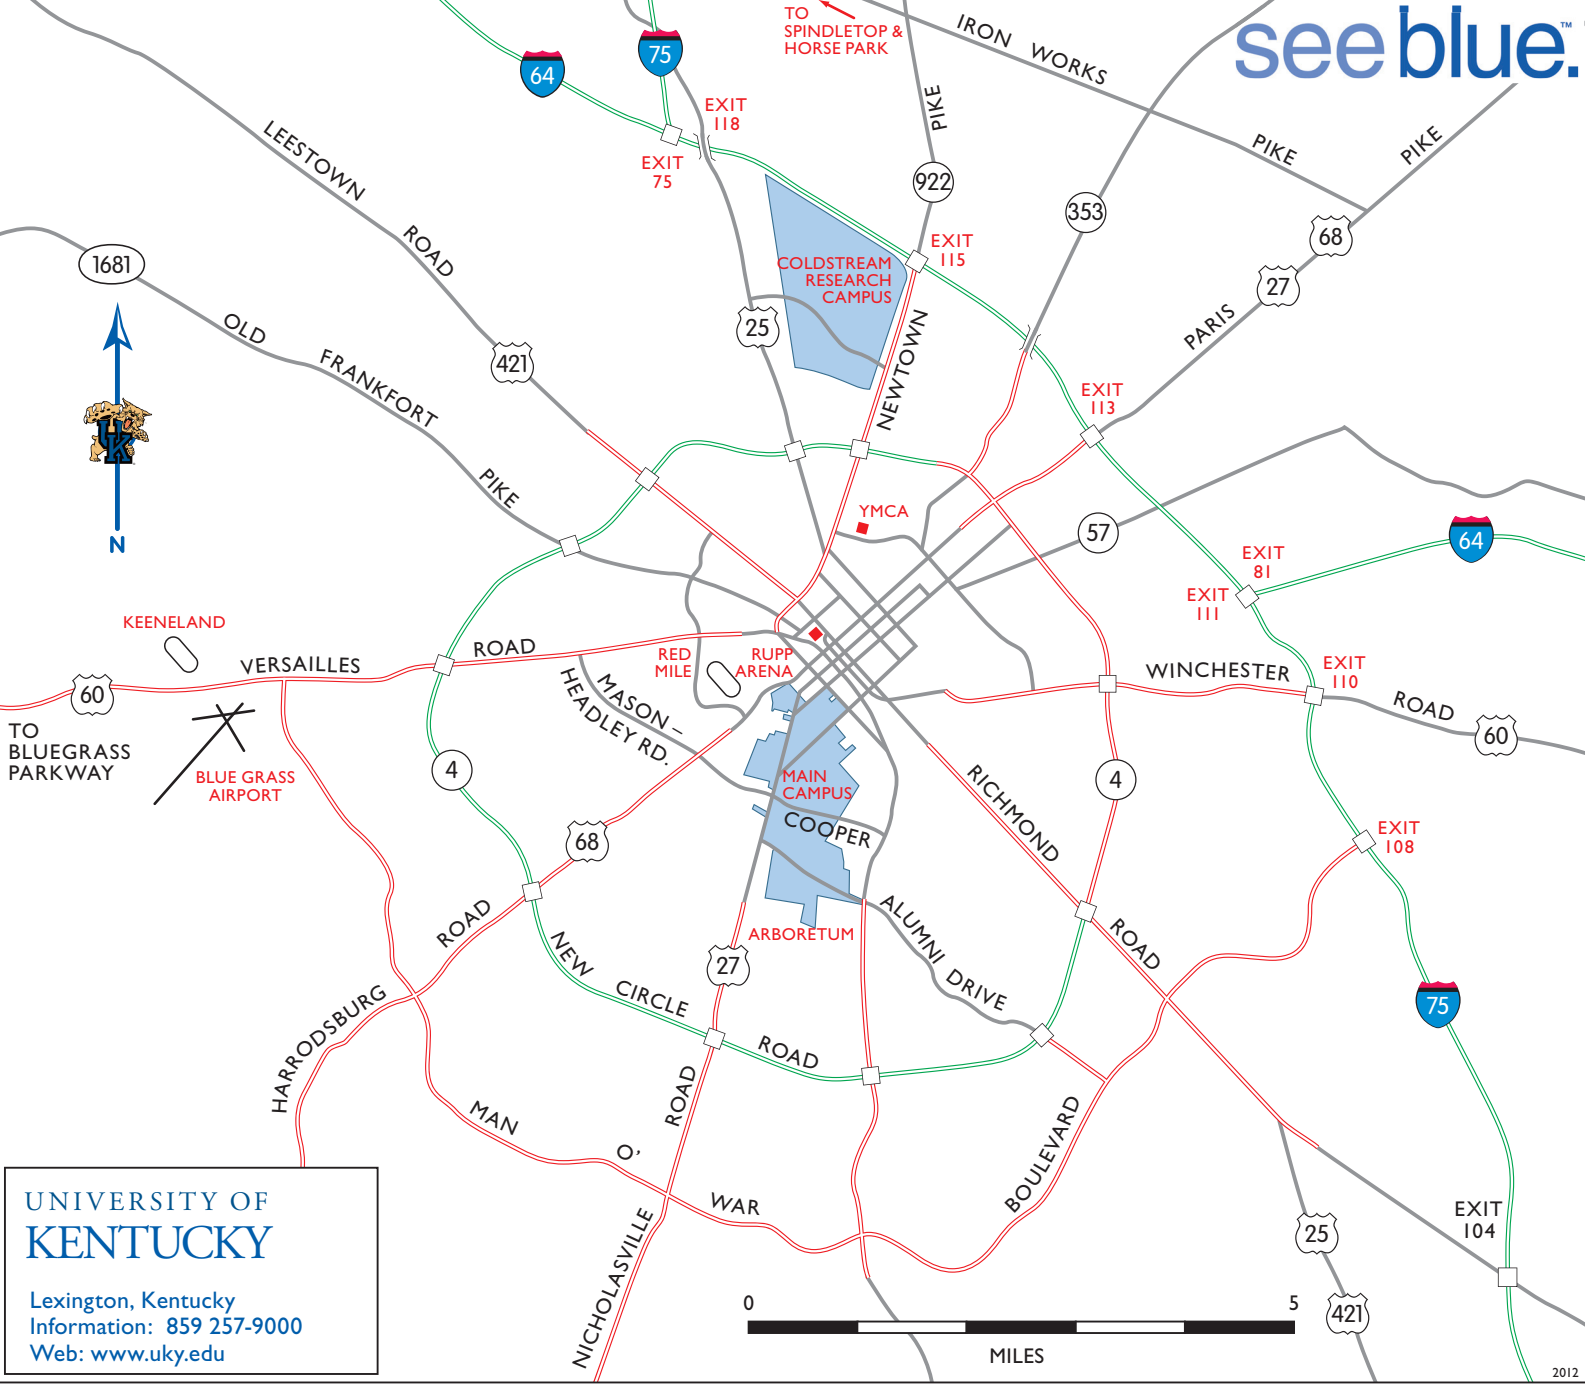 TO
SPINDLETOP &
HORSE PARK
IRON WORKS
PIKE
see blue.™
75
64
EXIT
118
EXIT
75
PIKE
PIKE
LEESTOWN
ROAD
922
353
68
27
PARIS
EXIT
115
COLDSTREAM
RESEARCH
CAMPUS
1681
OLD
FRANKFORT
PIKE
421
25
NEWTOWN
EXIT
113
UK
N
YMCA
57
64
EXIT
81
EXIT
111
KEENELAND
VERSAILLES
ROAD
60
TO
BLUEGRASS
PARKWAY
BLUE GRASS
AIRPORT
RED
MILE
RUPP
ARENA
MASON –
HEADLEY RD.
WINCHESTER
EXIT
110
ROAD
60
4
4
MAIN
CAMPUS
COOPER
RICHMOND
ROAD
EXIT
108
68
ROAD
HARRODSBURG
NEW
CIRCLE
ROAD
ARBORETUM
27
ALUMNI
DRIVE
75
MAN
O’
WAR
BOULEVARD
ROAD
NICHOLASVILLE
EXIT
104
25
421
UNIVERSITY OF
KENTUCKY
Lexington, Kentucky
Information: 859 257-9000
Web: www.uky.edu
0 5
MILES
2012